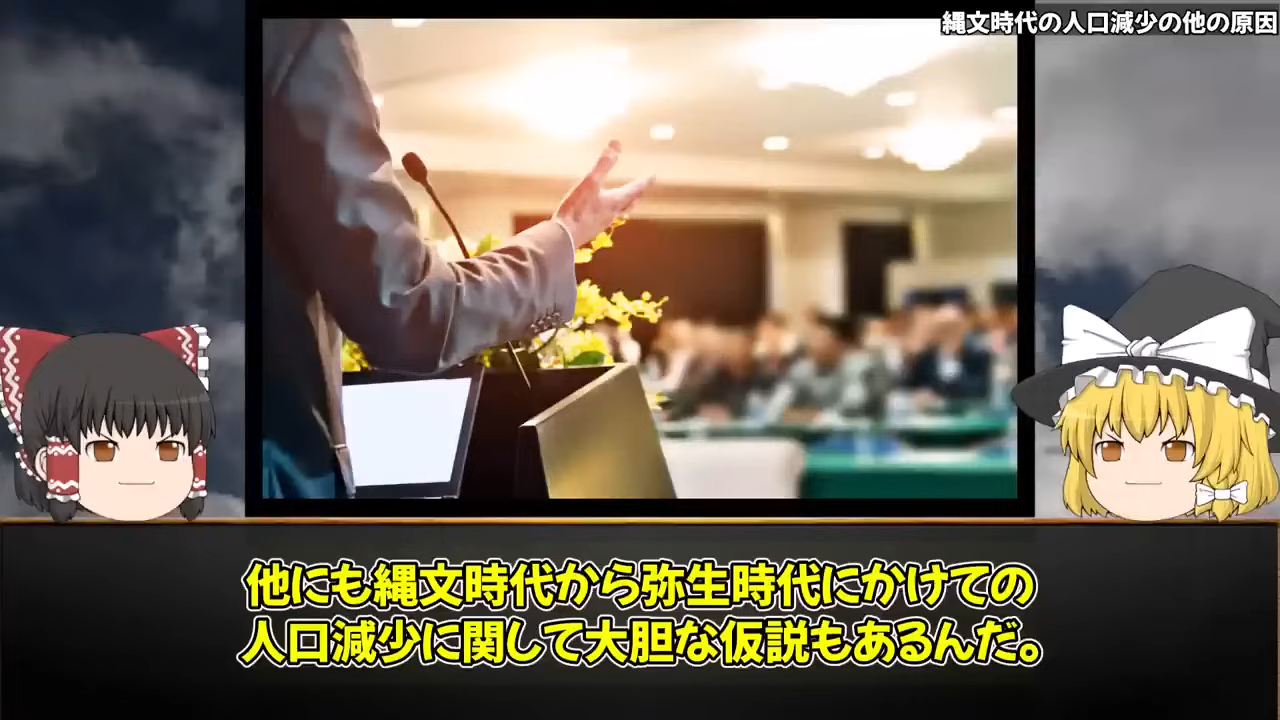 縄文時代の人口減少の他の原因
他にも縄文時代から弥生時代にかけての
人口減少に関して大胆な仮説もあるんだ。